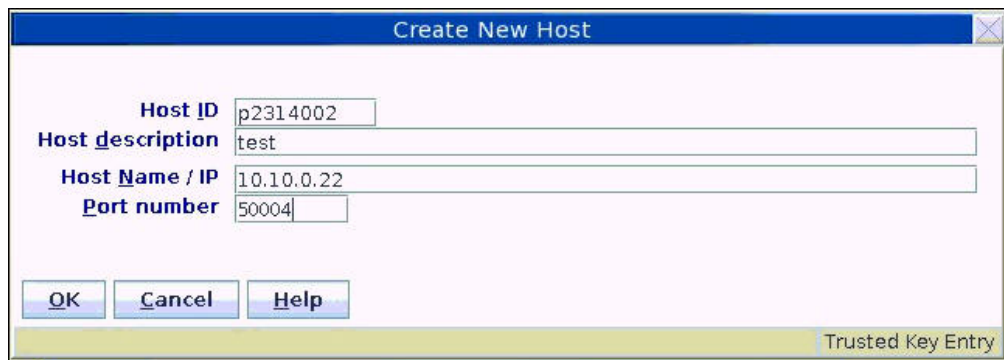 Create New Host
Host ID p2314002
Host description test
Host Name / IP 10.10.0.22
Port number 50004
OK Cancel Help
Trusted Key Entry